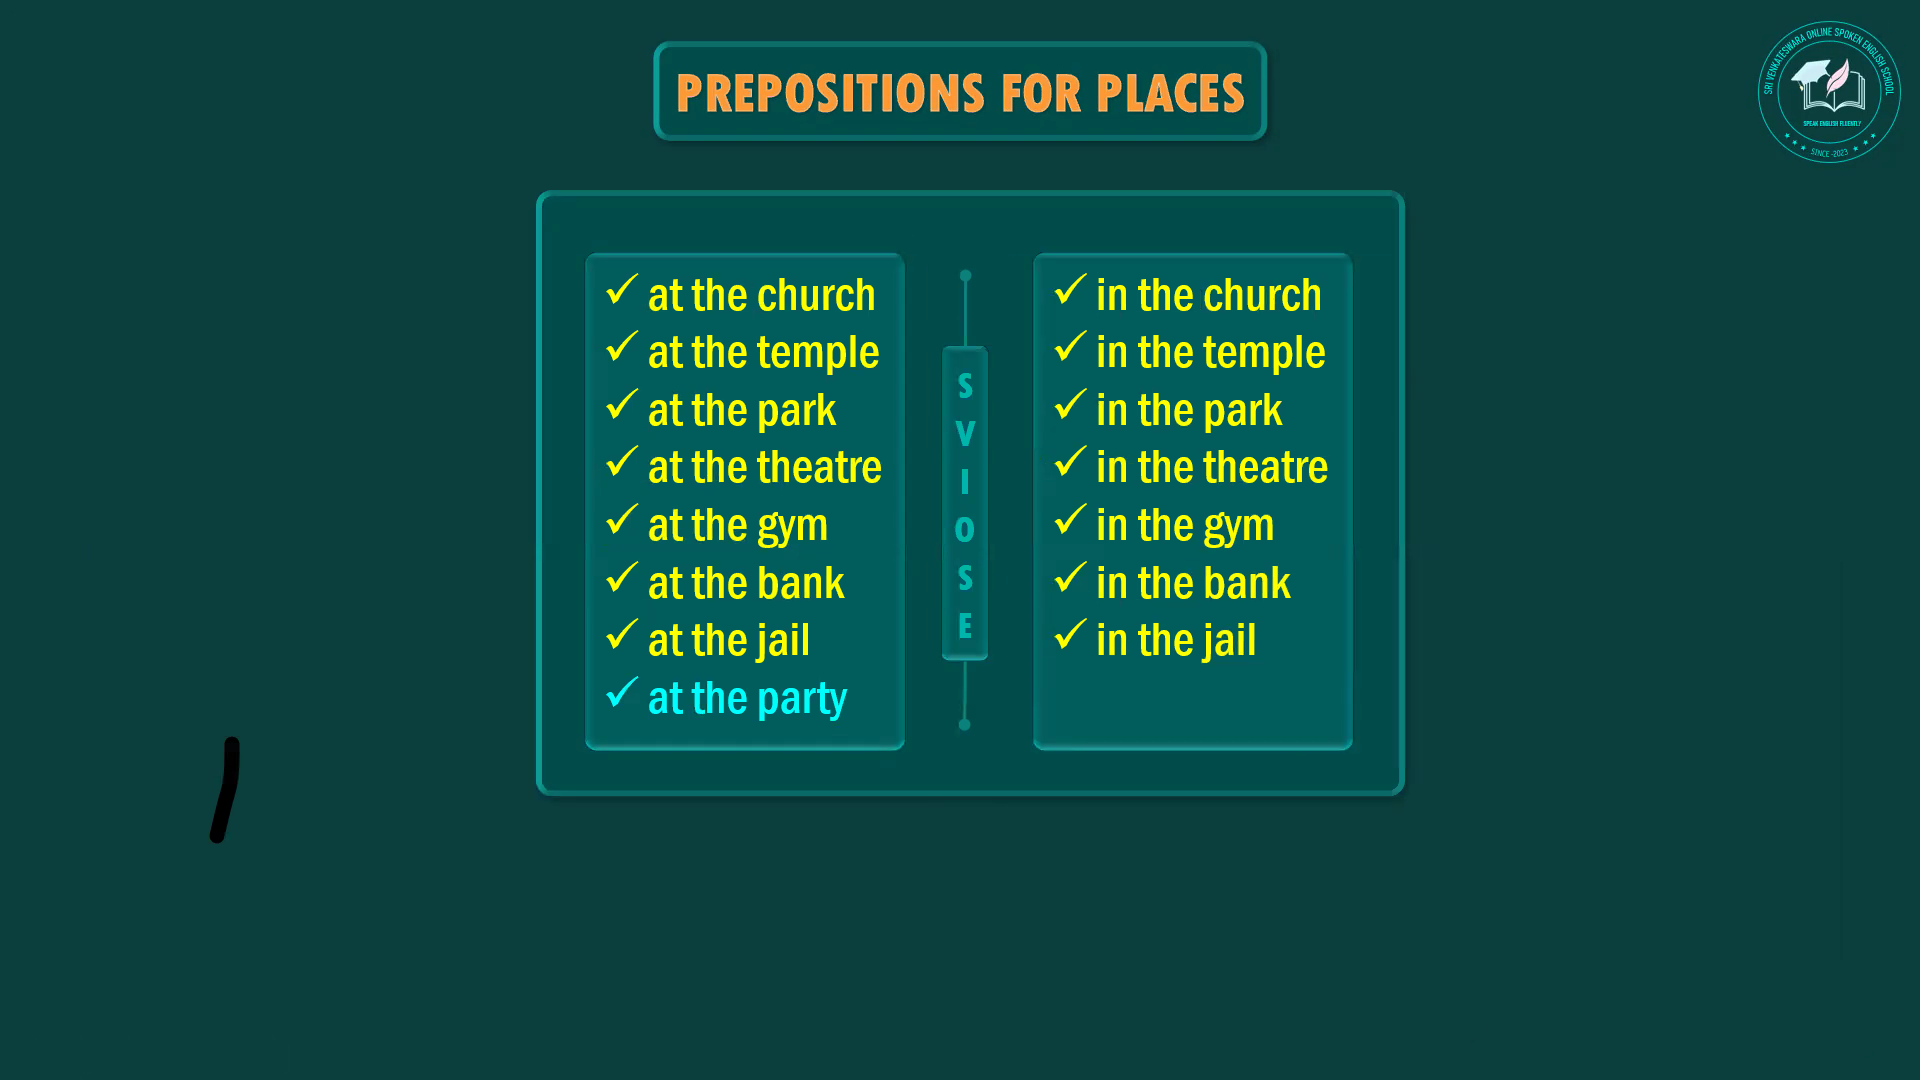 PREPOSITIONS FOR PLACES
SRI VENKATESWARA ONLINE SPOKEN ENGLISH SCHOOL
SPEAK ENGLISH FLUENTLY
SINCE -2023
at the church
at the temple
at the park
at the theatre
at the gym
at the bank
at the jail
at the party
S
V
I
O
S
E
in the church
in the temple
in the park
in the theatre
in the gym
in the bank
in the jail